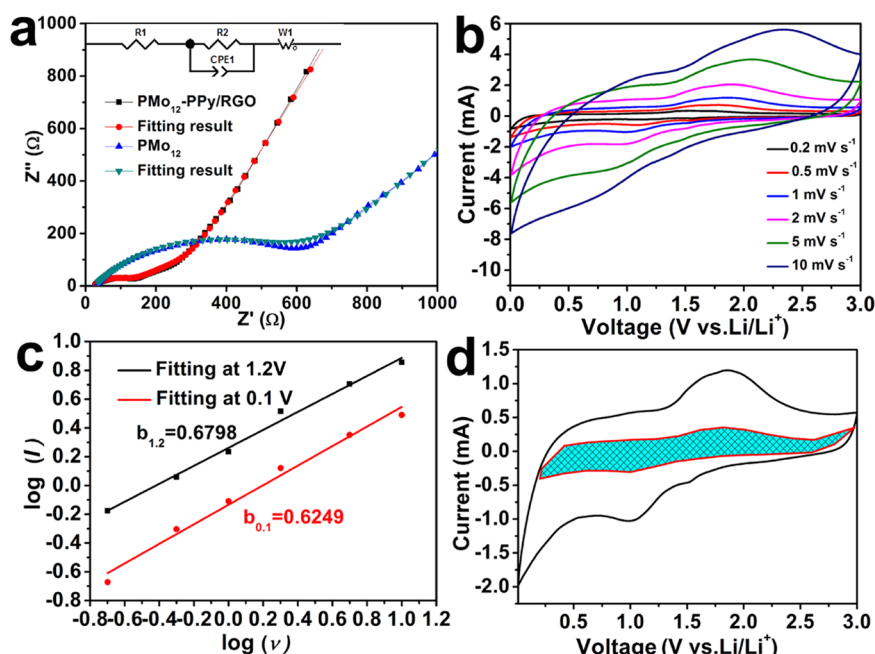 a
R1
R2
W1
CPE1
1000
800
600
400
200
0
Z'' (Ω)
PMo₁₂-PPy/RGO
Fitting result
PMo₁₂
Fitting result
0 200 400 600 800 1000
Z' (Ω)
b
6
4
2
0
-2
-4
-6
-8
-10
Current (mA)
0.2 mV s⁻¹
0.5 mV s⁻¹
1 mV s⁻¹
2 mV s⁻¹
5 mV s⁻¹
10 mV s⁻¹
0.0 0.5 1.0 1.5 2.0 2.5 3.0
Voltage (V vs.Li/Li⁺)
c
1.0
0.8
0.6
0.4
0.2
0.0
-0.2
-0.4
-0.6
-0.8
log (I)
Fitting at 1.2V
Fitting at 0.1 V
b₁.₂=0.6798
b₀.₁=0.6249
-0.8 -0.6 -0.4 -0.2 0.0 0.2 0.4 0.6 0.8 1.0 1.2
log (ν)
d
1.5
1.0
0.5
0.0
-0.5
-1.0
-1.5
-2.0
Current (mA)
0.5 1.0 1.5 2.0 2.5 3.0
Voltage (V vs.Li/Li⁺)